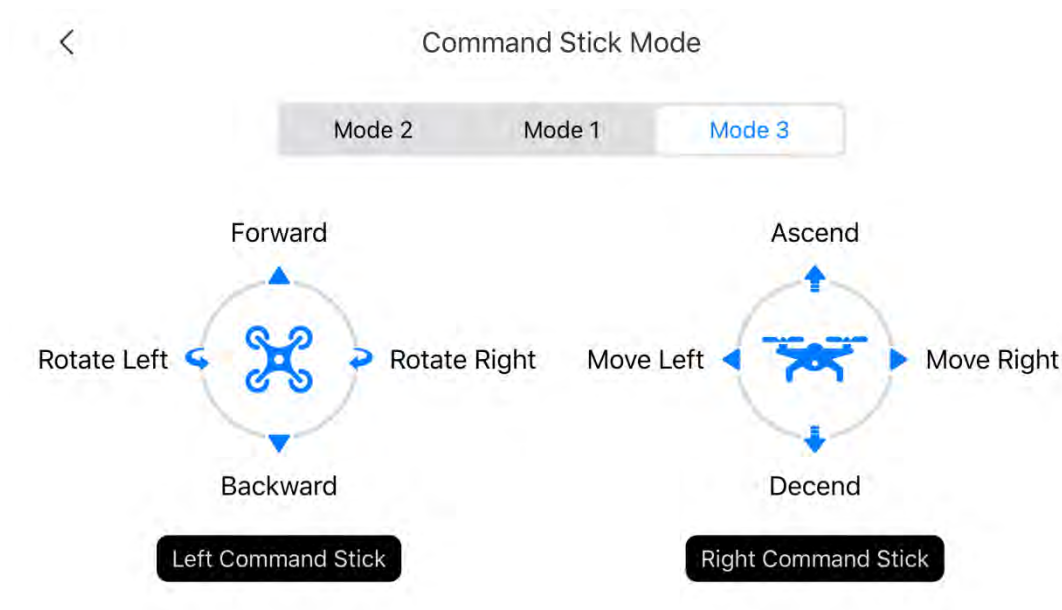 Command Stick Mode
Mode 2 Mode 1 Mode 3
Forward Ascend
Rotate Left Rotate Right Move Left Move Right
Backward Decend
Left Command Stick Right Command Stick